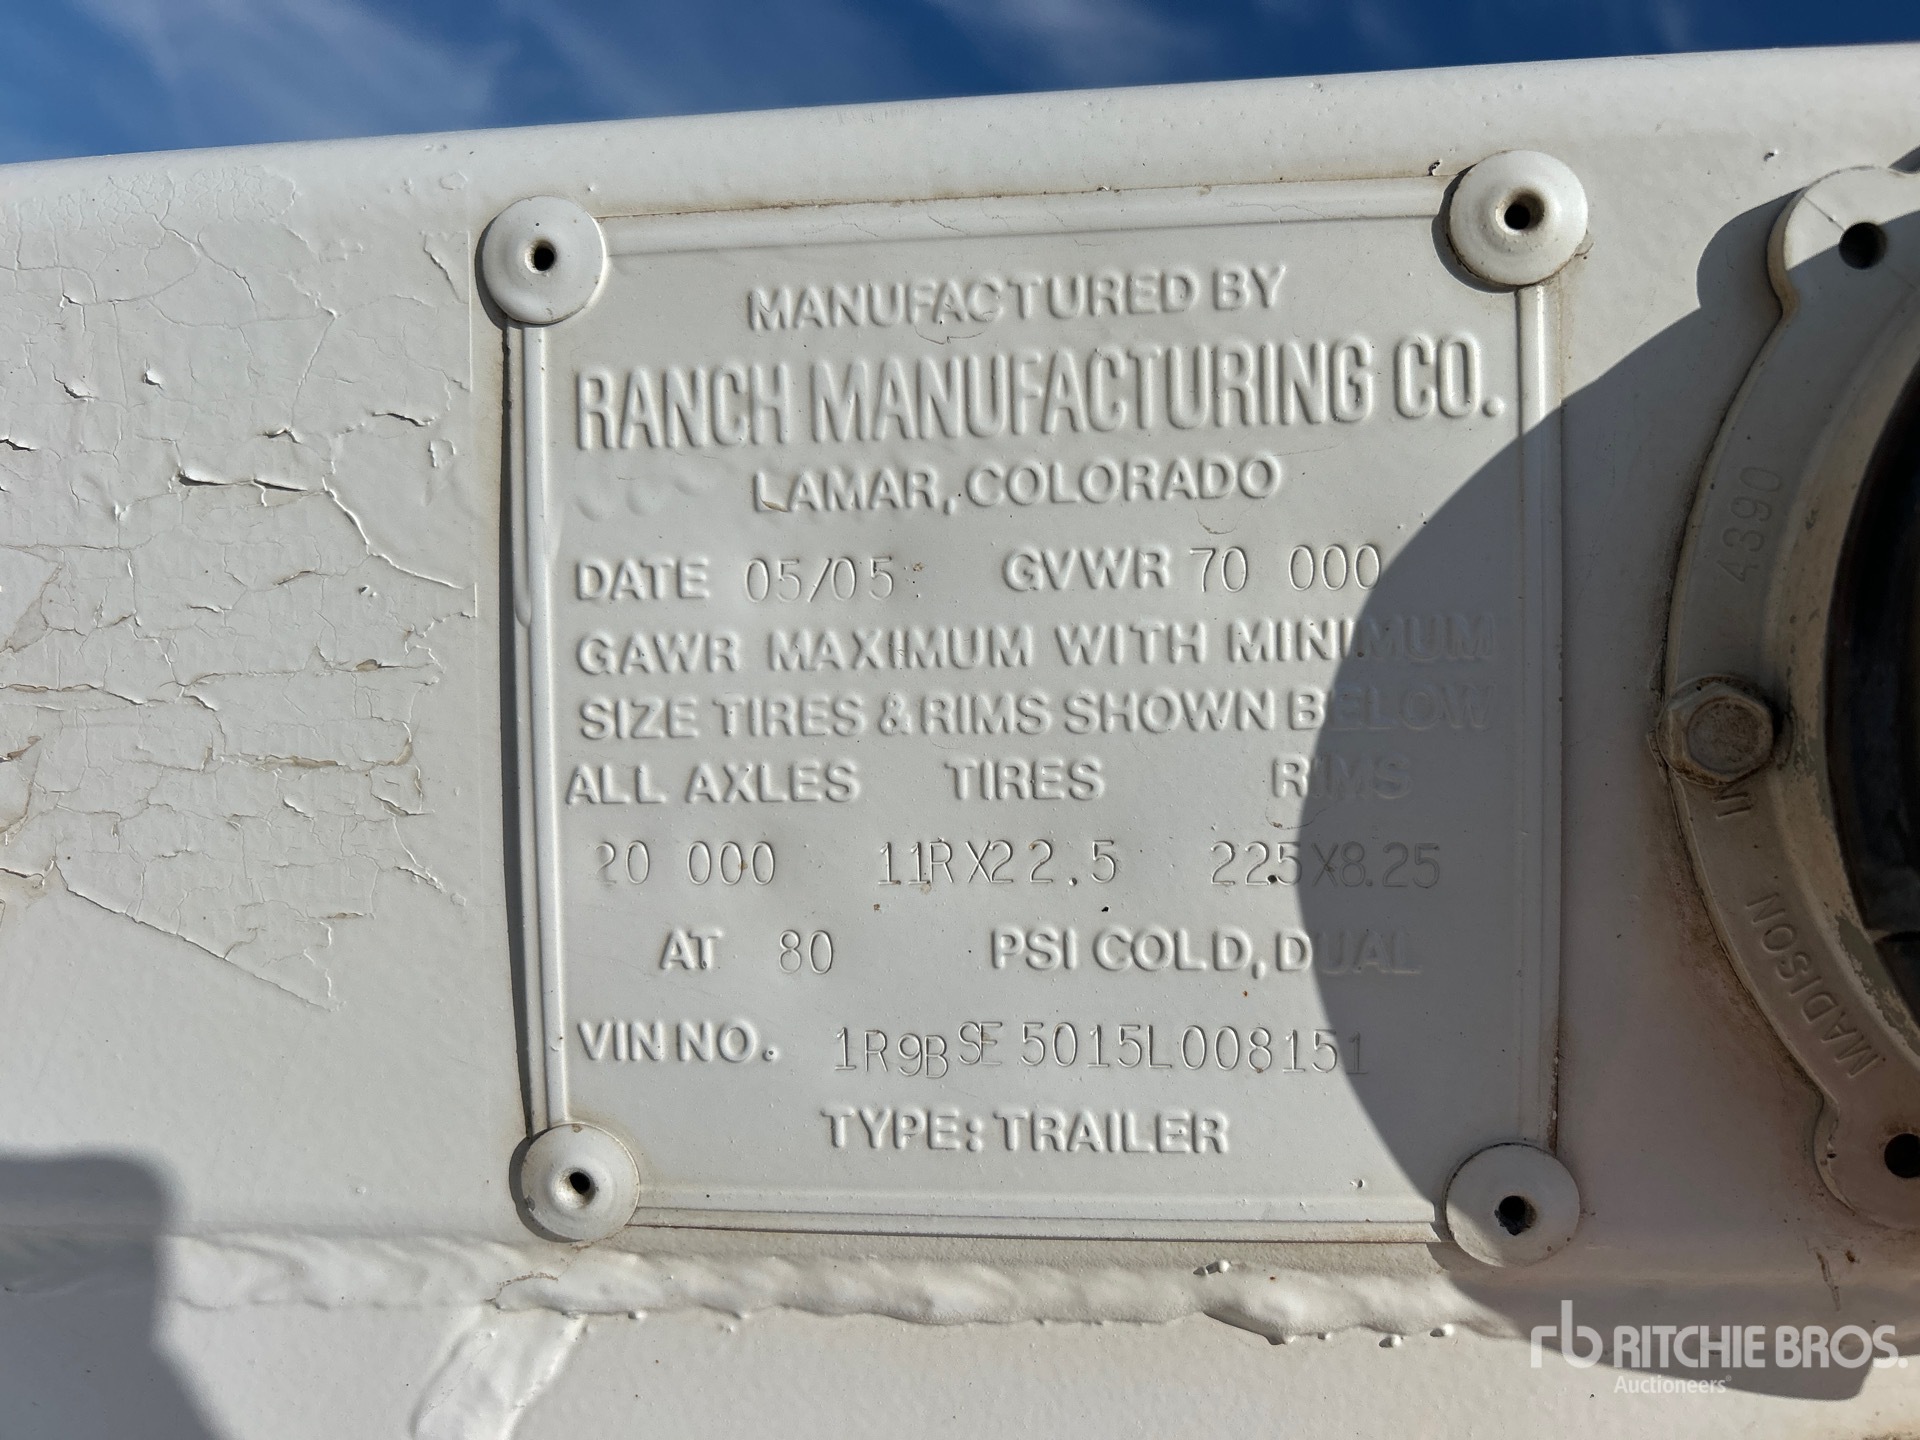 MANUFACTURED BY
RANCH MANUFACTURING CO.
LAMAR, COLORADO
DATE 05/05 GVWR 70 000
GAWR MAXIMUM WITH MINIMUM
SIZE TIRES & RIMS SHOWN BELOW
ALL AXLES TIRES RIMS
20 000 11RX22.5 22.5X8.25
AT 80 PSI COLD, DUAL
VIN NO. 1R9BSE5015L008151
TYPE: TRAILER
4390
IN
MADISON
rb RITCHIE BROS.
Auctioneers